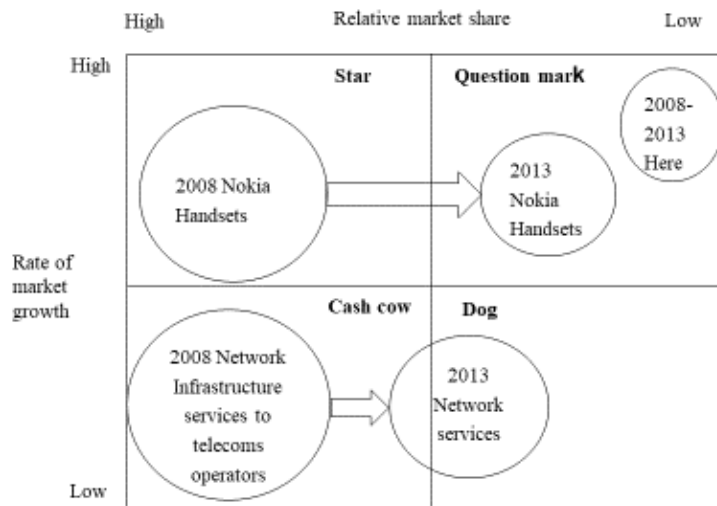 High Relative market share Low
High
Star
Question mark
2008-
2013
Here
2008 Nokia
Handsets
2013
Nokia
Handsets
Rate of
market
growth
Cash cow
Dog
2008 Network
Infrastructure
services to
telecoms
operators
2013
Network
services
Low